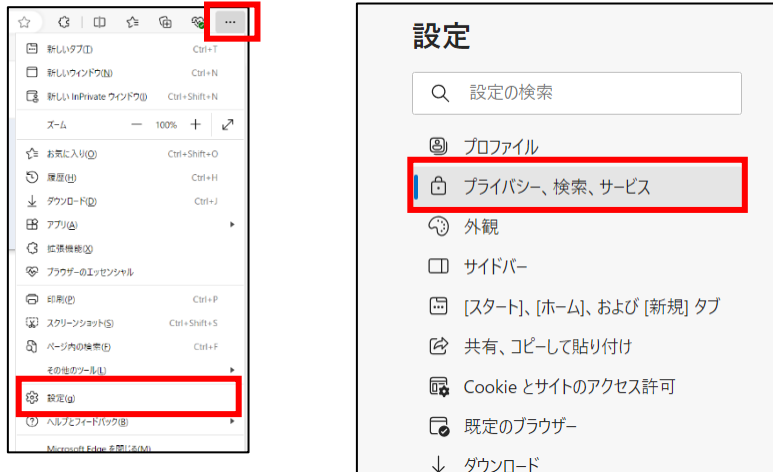 新しいタブ(T) Ctrl+T
新しいウィンドウ(N) Ctrl+N
新しい InPrivate ウィンドウ(I) Ctrl+Shift+N
ズーム — 100% +
お気に入り(O) Ctrl+Shift+O
履歴(H) Ctrl+H
ダウンロード(D) Ctrl+J
アプリ(A)
拡張機能(X)
ブラウザーのエッセンシャル
印刷(P) Ctrl+P
スクリーンショット(S) Ctrl+Shift+S
ページ内の検索(F) Ctrl+F
その他のツール(L)
設定(g)
ヘルプとフィードバック(B)
Microsoft Edge を閉じる(M)
設定
設定の検索
プロファイル
プライバシー、検索、サービス
外観
サイドバー
[スタート]、[ホーム]、および [新規] タブ
共有、コピーして貼り付け
Cookie とサイトのアクセス許可
既定のブラウザー
ダウンロード